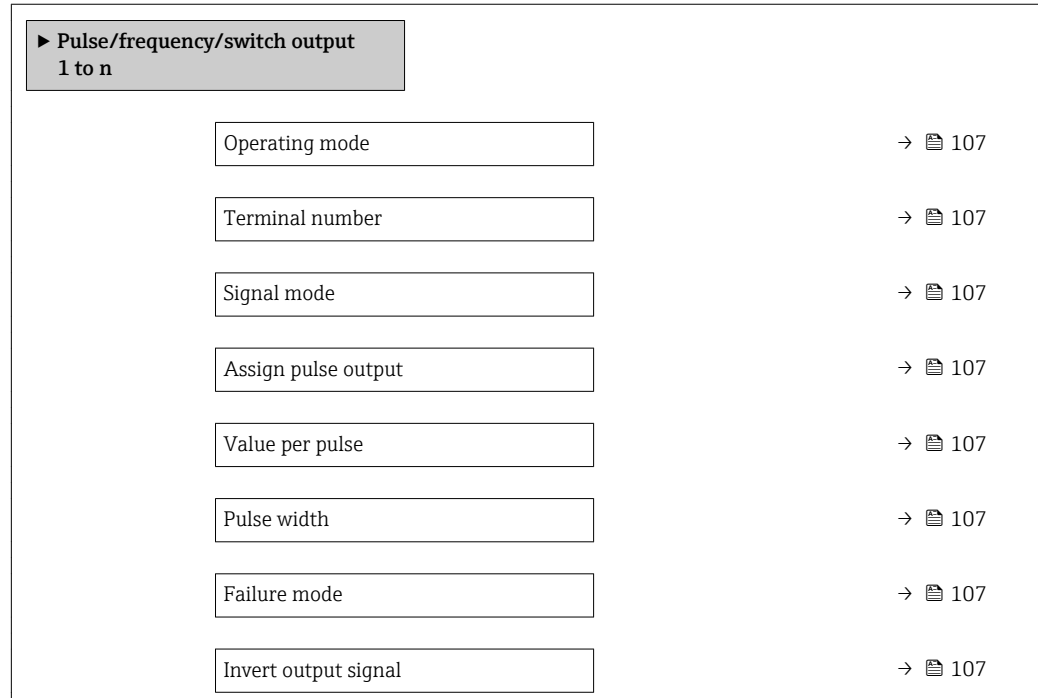 ▶ Pulse/frequency/switch output
1 to n
Operating mode → 107
Terminal number → 107
Signal mode → 107
Assign pulse output → 107
Value per pulse → 107
Pulse width → 107
Failure mode → 107
Invert output signal → 107